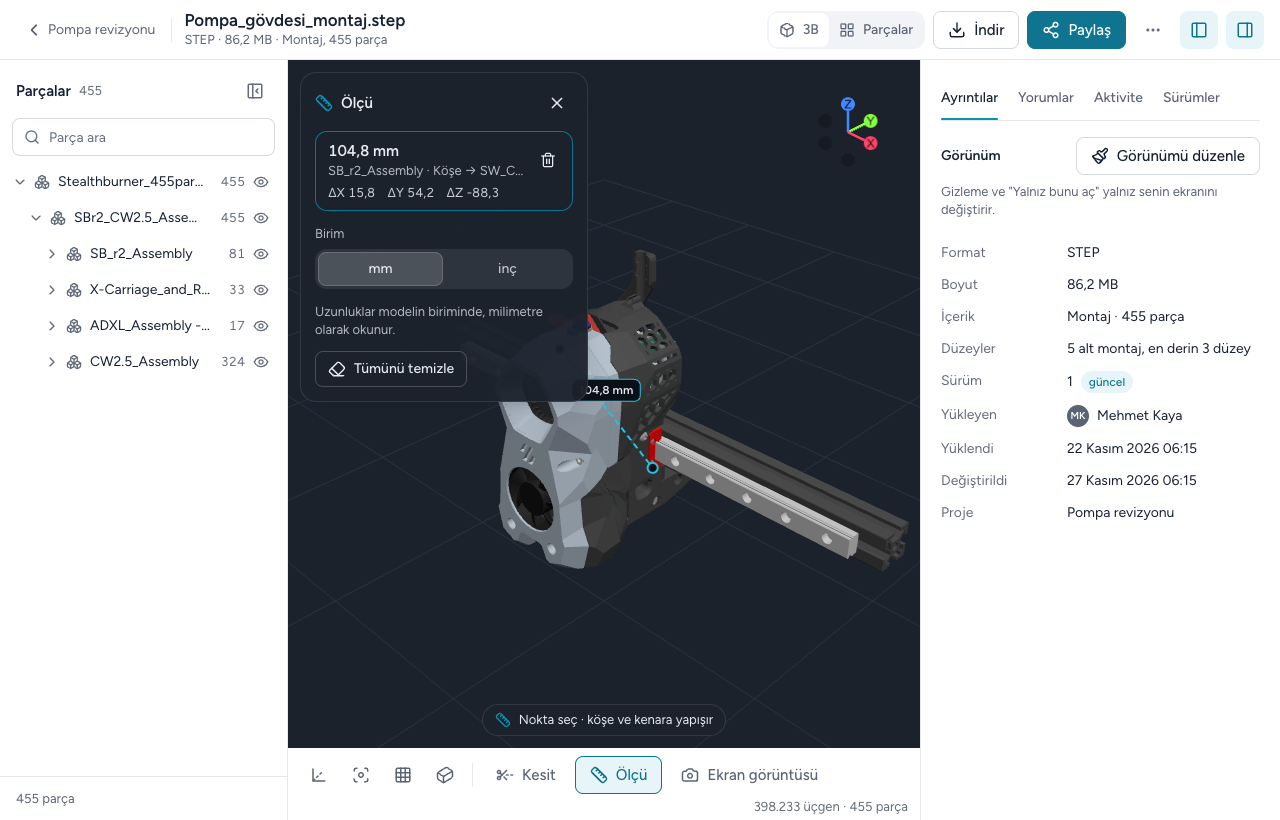 Pompa revizyonu
Pompa_gövdesi_montaj.step
STEP · 86,2 MB · Montaj, 455 parça
3B
Parçalar
İndir
Paylaş
Parçalar 455
Parça ara
Stealthburner_455par... 455
SBr2_CW2.5_Asse... 455
SB_r2_Assembly 81
X-Carriage_and_R... 33
ADXL_Assembly -... 17
CW2.5_Assembly 324
455 parça
Ölçü
104,8 mm
SB_r2_Assembly · Köşe → SW_C...
ΔX 15,8 ΔY 54,2 ΔZ -88,3
Birim
mm
inç
Uzunluklar modelin biriminde, milimetre
olarak okunur.
Tümünü temizle
Z
Y
X
104,8 mm
Nokta seç · köşe ve kenara yapışır
Kesit
Ölçü
Ekran görüntüsü
398.233 üçgen · 455 parça
Ayrıntılar
Yorumlar
Aktivite
Sürümler
Görünüm
Görünümü düzenle
Gizleme ve "Yalnız bunu aç" yalnız senin ekranını
değiştirir.
Format STEP
Boyut 86,2 MB
İçerik Montaj · 455 parça
Düzeyler 5 alt montaj, en derin 3 düzey
Sürüm 1 güncel
Yükleyen MK Mehmet Kaya
Yüklendi 22 Kasım 2026 06:15
Değiştirildi 27 Kasım 2026 06:15
Proje Pompa revizyonu